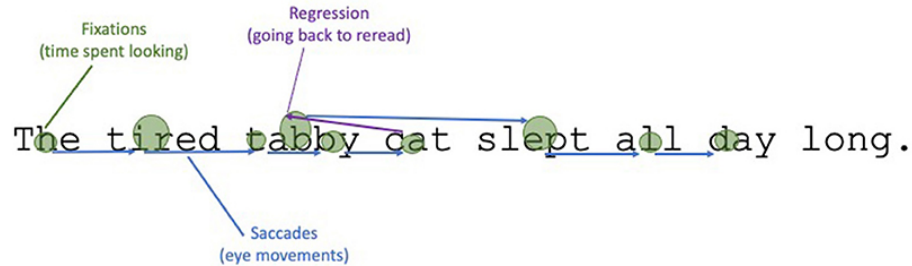 Regression
(going back to reread)
Fixations
(time spent looking)
The tired tabby cat slept all day long.
Saccades
(eye movements)